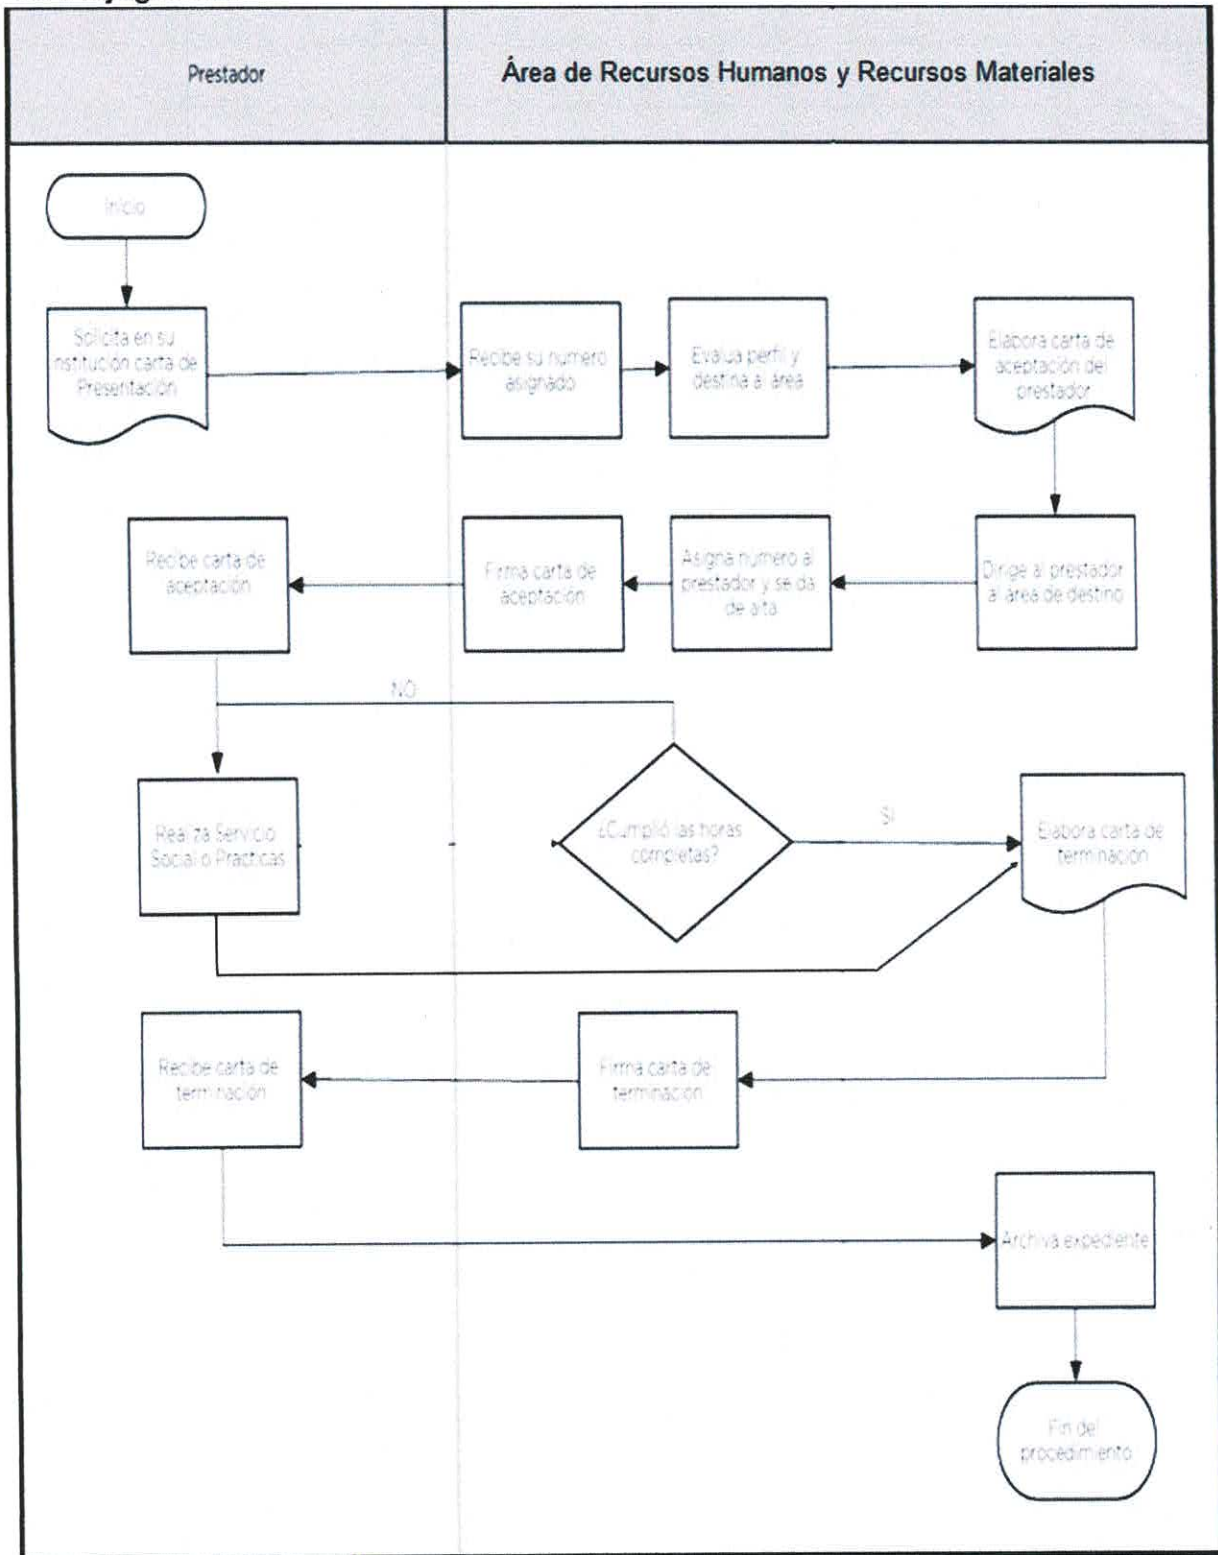 Prestador
Área de Recursos Humanos y Recursos Materiales
Inicio
Solicita en su
institución carta de
Presentación
Recibe su numero
asignado
Evalua perfil y
destina al área
Elabora carta de
aceptación del
prestador
Recibe carta de
aceptación
Firma carta de
aceptación
Asigna numero al
prestador y se da
de alta
Dirige al prestador
al área de destino
NO
Realiza Servicio
Social o Practicas
¿Cumplió las horas
completas?
SI
Elabora carta de
terminación
Recibe carta de
terminación
Firma carta de
terminación
Archiva expediente
Fin del
procedimiento